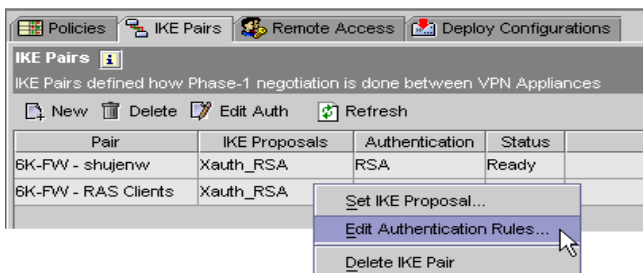 Policies IKE Pairs Remote Access Deploy Configurations
IKE Pairs i
IKE Pairs defined how Phase-1 negotiation is done between VPN Appliances
New Delete Edit Auth Refresh
Pair IKE Proposals Authentication Status
6K-FW - shujenw Xauth_RSA RSA Ready
6K-FW - RAS Clients Xauth_RSA
Set IKE Proposal...
Edit Authentication Rules...
Delete IKE Pair